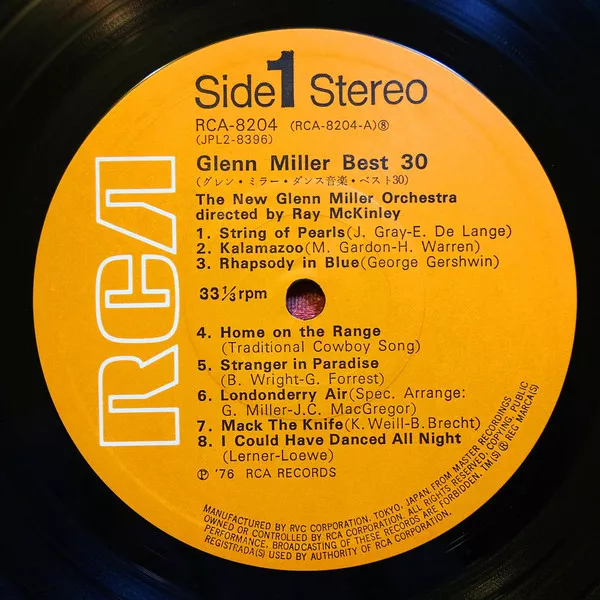 Side 1 Stereo
RCA-8204 (RCA-8204-A)⑧
(JPL2-8396)
Glenn Miller Best 30
(グレン・ミラー・ダンス音楽・ベスト30)
The New Glenn Miller Orchestra
directed by Ray McKinley
1. String of Pearls(J. Gray-E. De Lange)
2. Kalamazoo(M. Gardon-H. Warren)
3. Rhapsody in Blue(George Gershwin)
33⅓rpm
4. Home on the Range
(Traditional Cowboy Song)
5. Stranger in Paradise
(B. Wright-G. Forrest)
6. Londonderry Air(Spec. Arrange:
G. Miller-J.C. MacGregor)
7. Mack The Knife(K. Weill-B. Brecht)
8. I Could Have Danced All Night
(Lerner-Loewe)
℗ '76 RCA RECORDS
RCA
MANUFACTURED BY RVC CORPORATION, TOKYO, JAPAN, FROM MASTER RECORDINGS
OWNED OR CONTROLLED BY RCA CORPORATION. ALL RIGHTS RESERVED, COPYING, PUBLIC
PERFORMANCE, BROADCASTING OF THESE RECORDS ARE FORBIDDEN. TM(S) ® REG MARCA(S)
REGISTRADA(S) USED BY AUTHORITY OF RCA CORPORATION.